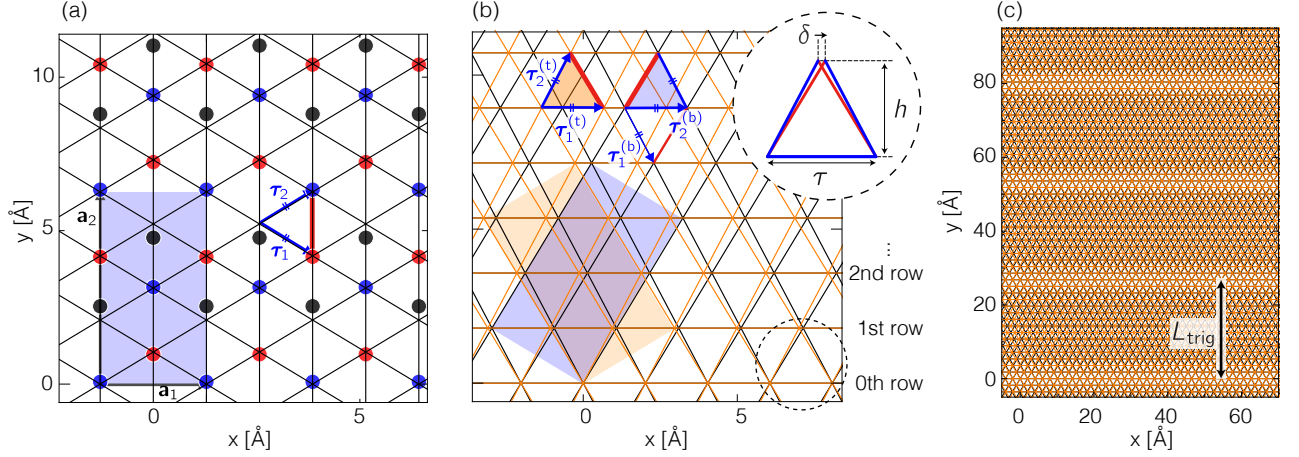 (a)
10
5
0
y [Å]
a₂
a₁
τ₂
τ₁
0
5
x [Å]
(b)
τ₂⁽ᵗ⁾
τ₁⁽ᵗ⁾
τ₂⁽ᵇ⁾
τ₁⁽ᵇ⁾
δ
h
τ
...
2nd row
1st row
0th row
0
5
x [Å]
(c)
80
60
40
20
0
y [Å]
L_trig
0
20
40
60
x [Å]